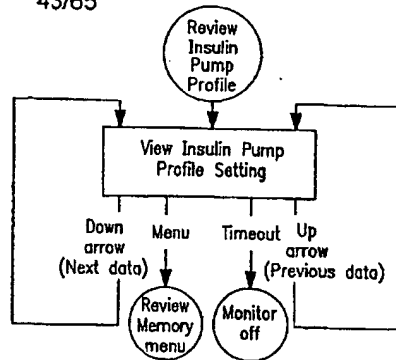 43/65
Review
Insulin
Pump
Profile
View Insulin Pump
Profile Setting
Down
arrow
(Next data)
Menu
Timeout
Up
arrow
(Previous data)
Review
Memory
menu
Monitor
off